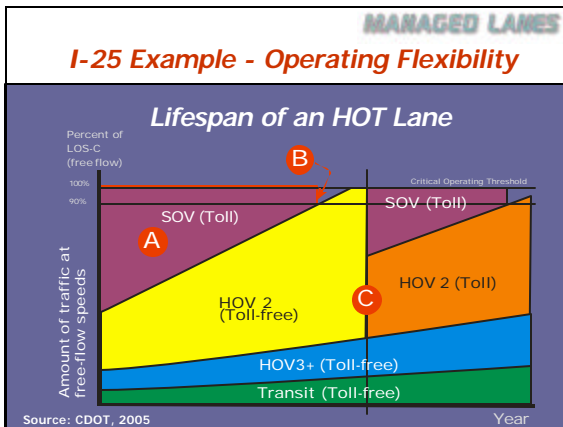 MANAGED LANES
I-25 Example - Operating Flexibility
Lifespan of an HOT Lane
Percent of
LOS-C
(free flow)
B
100%
Critical Operating Threshold
90%
SOV (Toll)
SOV (Toll)
A
HOV 2 (Toll)
HOV 2
(Toll-free)
C
Amount of traffic at
free-flow speeds
HOV3+ (Toll-free)
Transit (Toll-free)
Source: CDOT, 2005
Year